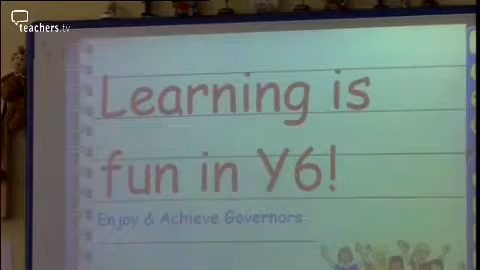 teachers.tv
Learning is
fun in Y6!
Enjoy & Achieve Governors